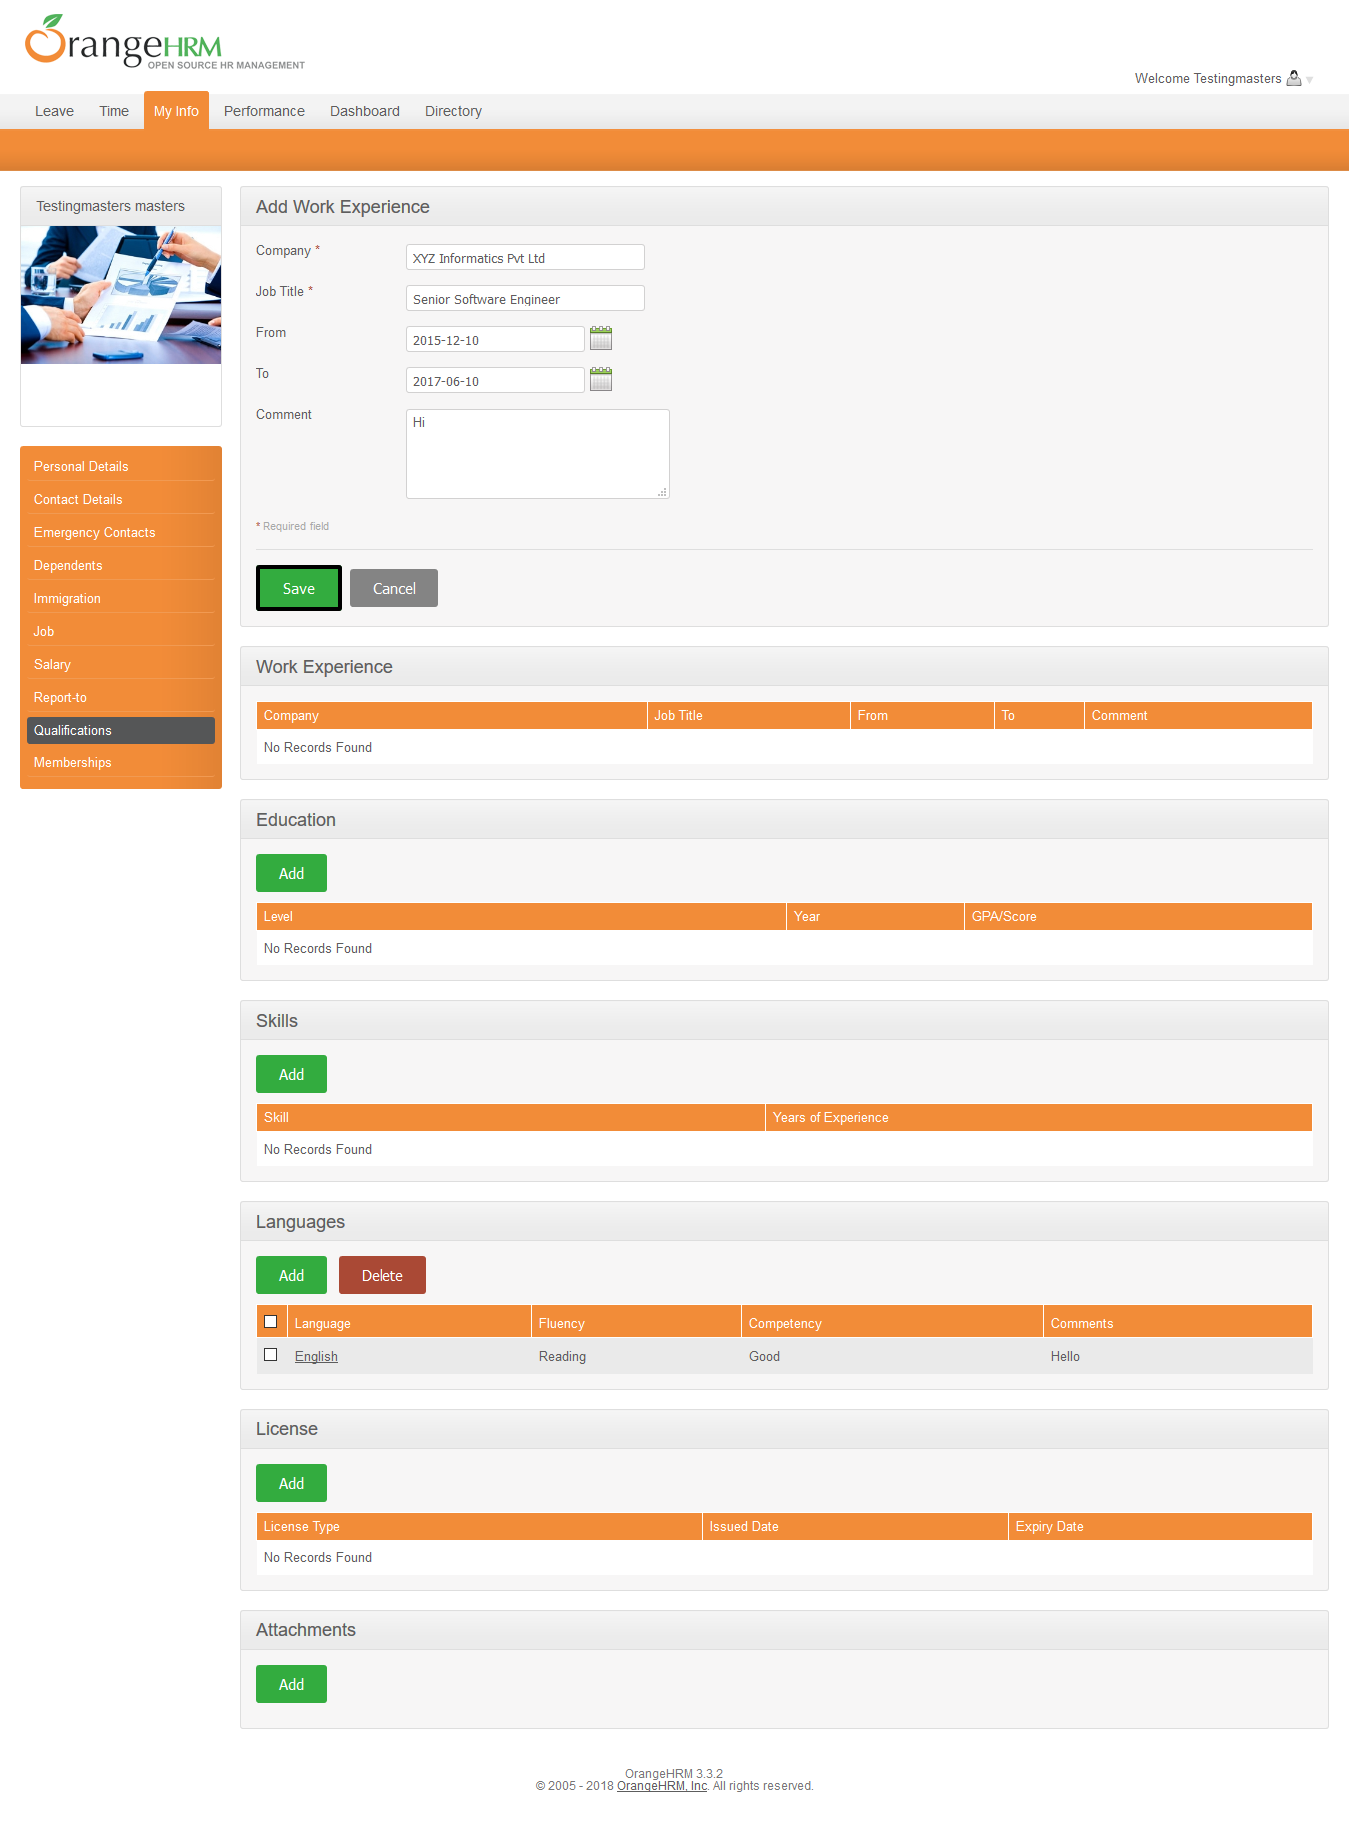 OrangeHRM
OPEN SOURCE HR MANAGEMENT
Welcome Testingmasters
Leave Time My Info Performance Dashboard Directory
Testingmasters masters
Personal Details
Contact Details
Emergency Contacts
Dependents
Immigration
Job
Salary
Report-to
Qualifications
Memberships
Add Work Experience
Company *
XYZ Informatics Pvt Ltd
Job Title *
Senior Software Engineer
From
2015-12-10
To
2017-06-10
Comment
Hi
* Required field
Save Cancel
Work Experience
Company Job Title From To Comment
No Records Found
Education
Add
Level Year GPA/Score
No Records Found
Skills
Add
Skill Years of Experience
No Records Found
Languages
Add Delete
Language Fluency Competency Comments
English Reading Good Hello
License
Add
License Type Issued Date Expiry Date
No Records Found
Attachments
Add
OrangeHRM 3.3.2
© 2005 - 2018 OrangeHRM, Inc. All rights reserved.